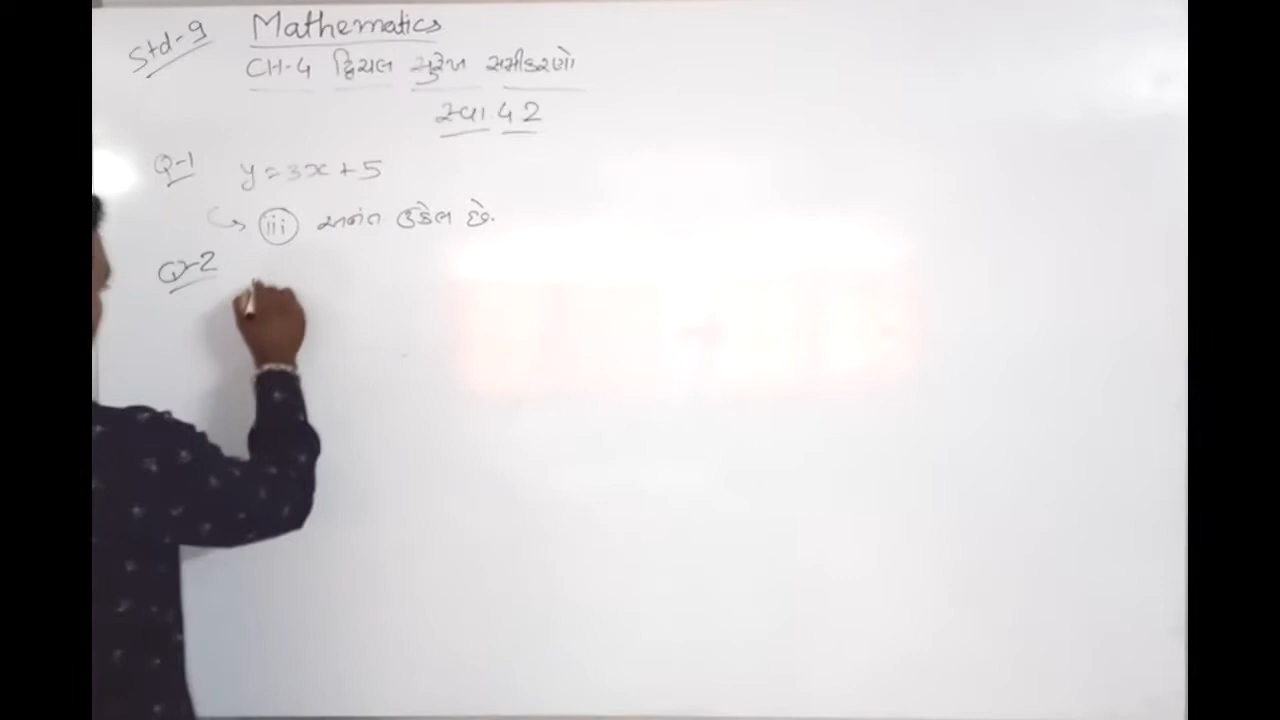 Std-9 Mathematics
CH-4 દ્વિચલ સુરેખ સમીકરણો
સ્વા. 4 2
Q-1 y = 3x + 5
(iii) અનંત ઉકેલ છે.
Q-2